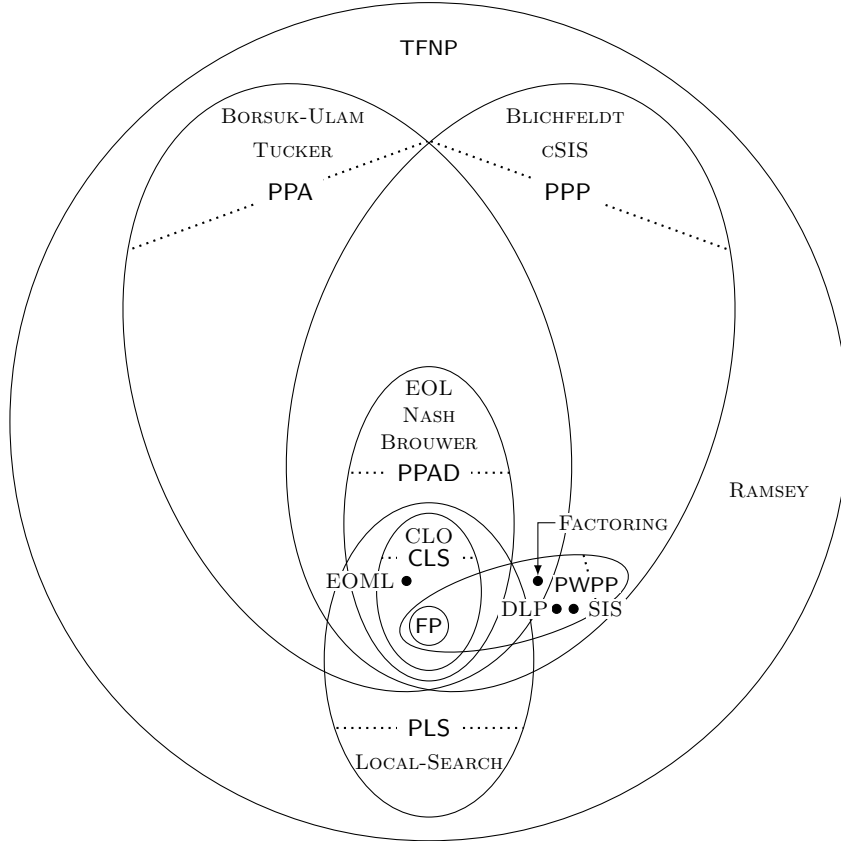 TFNP
BORSUK-ULAM
TUCKER
PPA
BLICHFELDT
CSIS
PPP
EOL
NASH
BROUWER
PPAD
RAMSEY
FACTORING
CLO
CLS
EOML
PWPP
DLP
SIS
FP
PLS
LOCAL-SEARCH